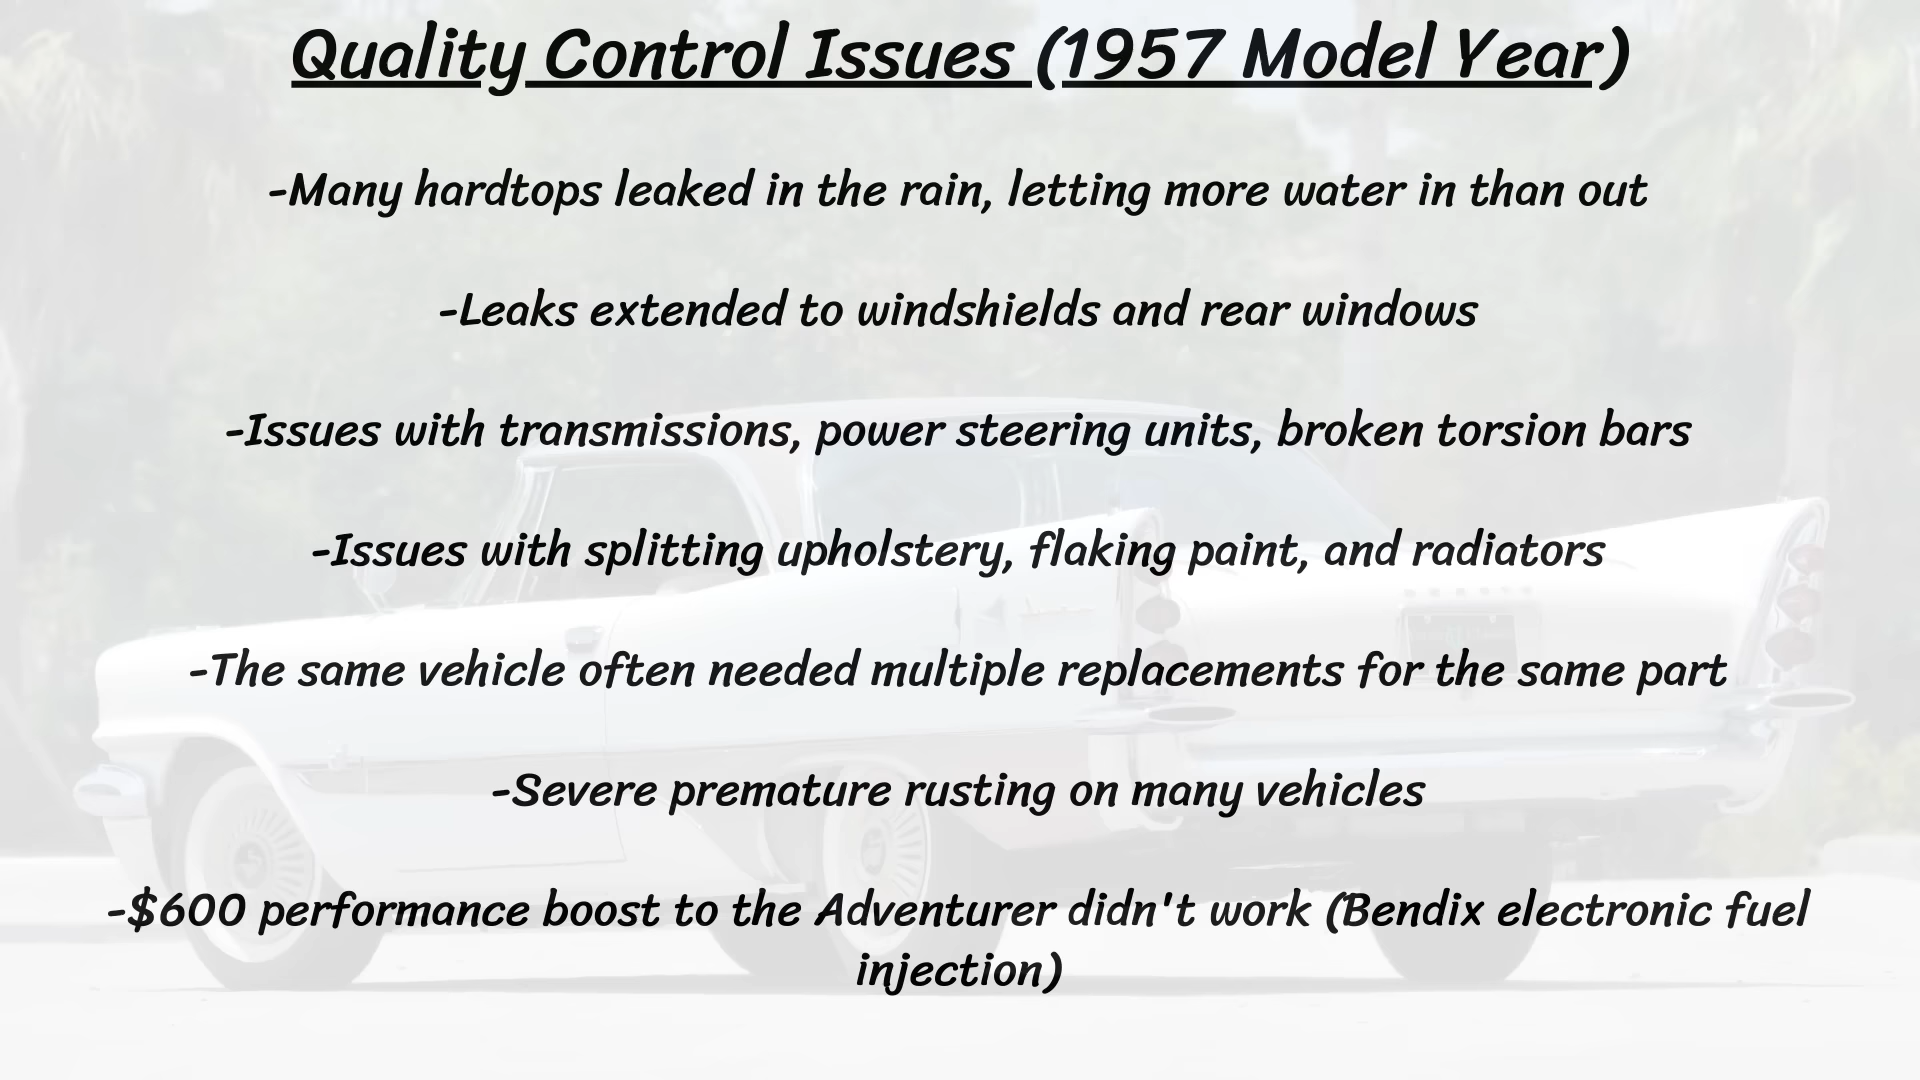 Quality Control Issues (1957 Model Year)
-Many hardtops leaked in the rain, letting more water in than out
-Leaks extended to windshields and rear windows
-Issues with transmissions, power steering units, broken torsion bars
-Issues with splitting upholstery, flaking paint, and radiators
-The same vehicle often needed multiple replacements for the same part
-Severe premature rusting on many vehicles
-$600 performance boost to the Adventurer didn't work (Bendix electronic fuel
injection)